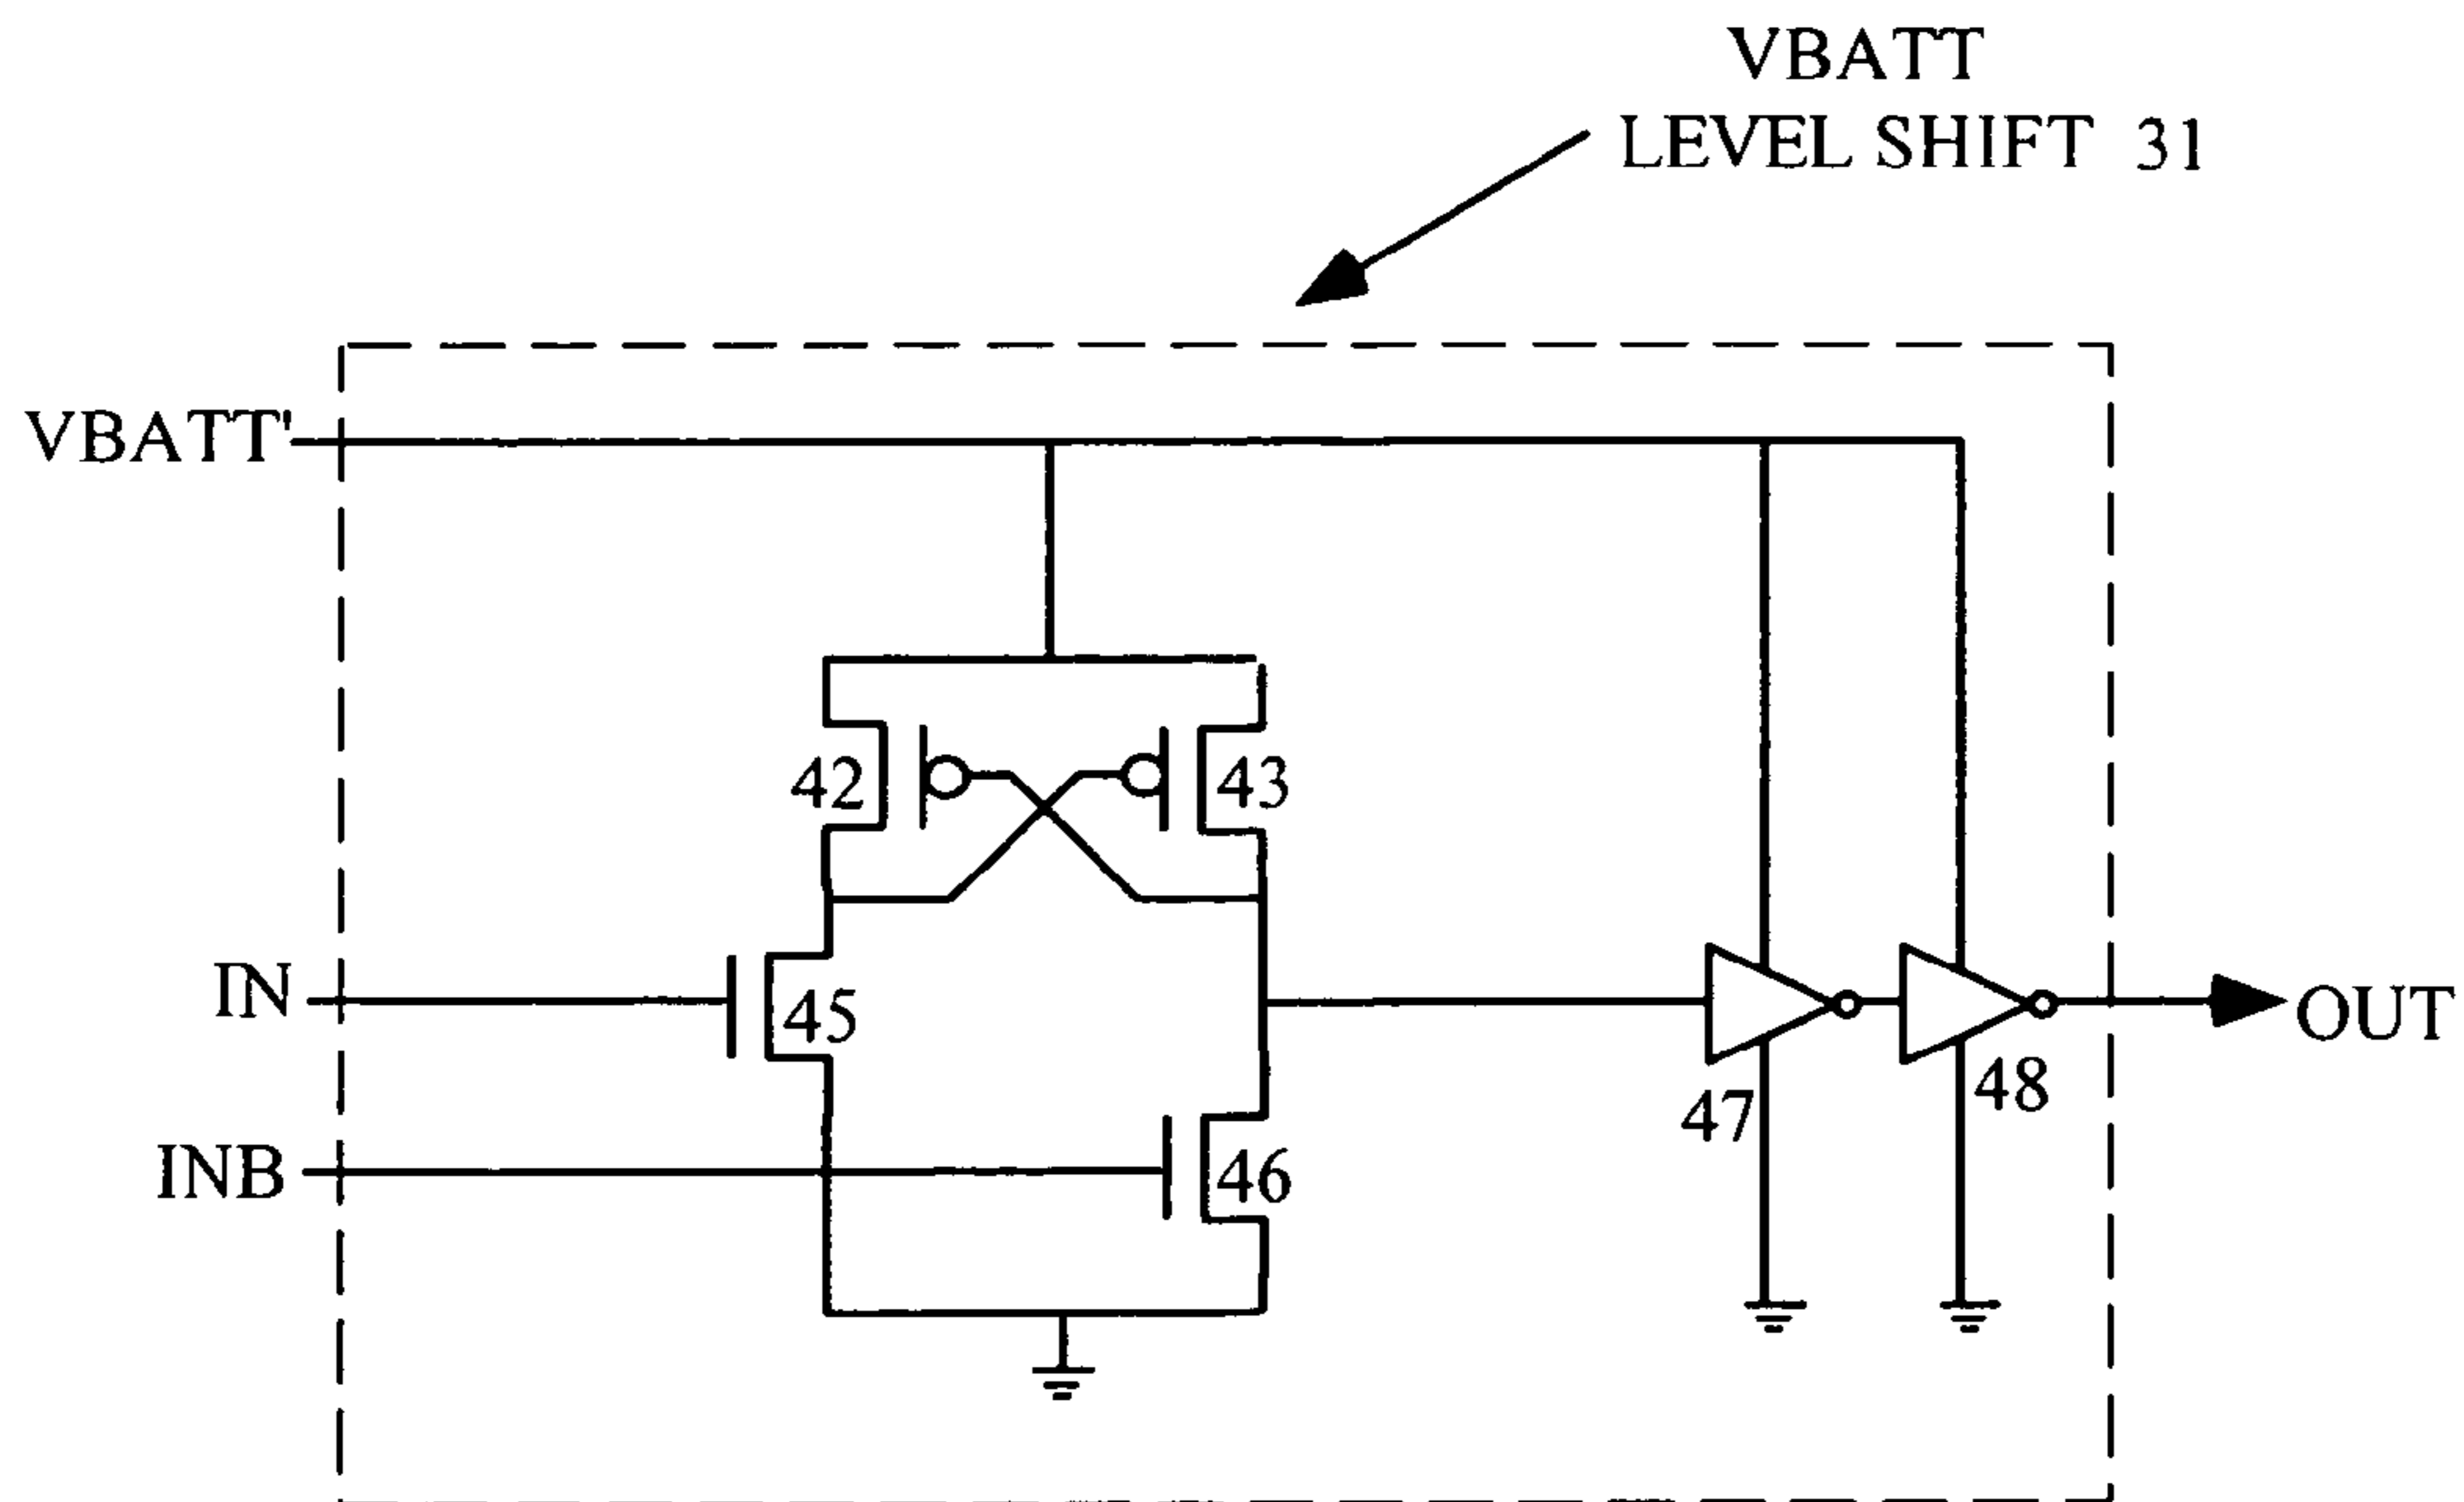 VBATT
LEVEL SHIFT 31
VBATT'
42
43
IN
45
OUT
INB
46
47
48